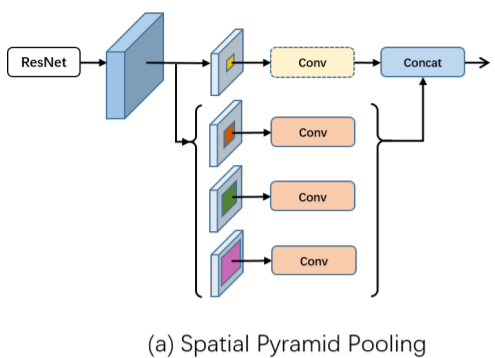 ResNet
Conv
Concat
Conv
Conv
Conv
(a) Spatial Pyramid Pooling